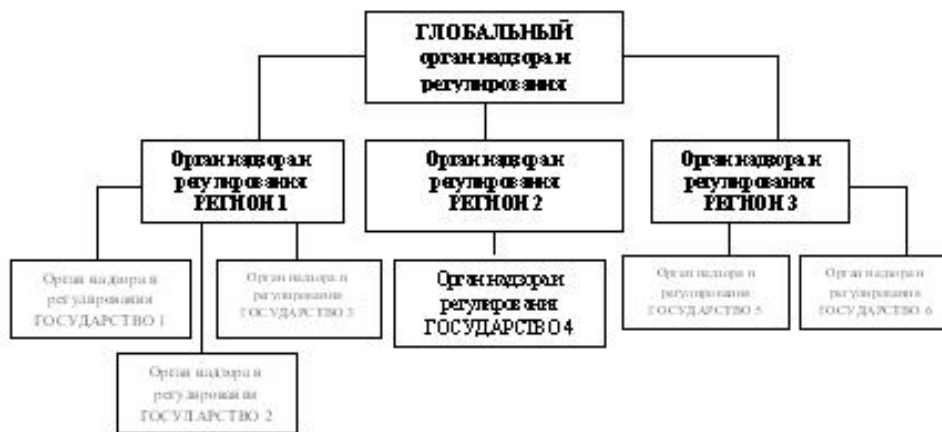 ГЛОБАЛЬНЫЙ
орган надзора и
регулирования
Орган надзора и
регулирования
РЕГИОН 1
Орган надзора и
регулирования
РЕГИОН 2
Орган надзора и
регулирования
РЕГИОН 3
Орган надзора и
регулирования
ГОСУДАРСТВО 1
Орган надзора и
регулирования
ГОСУДАРСТВО 2
Орган надзора и
регулирования
ГОСУДАРСТВО 3
Орган надзора и
регулирования
ГОСУДАРСТВО 4
Орган надзора и
регулирования
ГОСУДАРСТВО 5
Орган надзора и
регулирования
ГОСУДАРСТВО 6